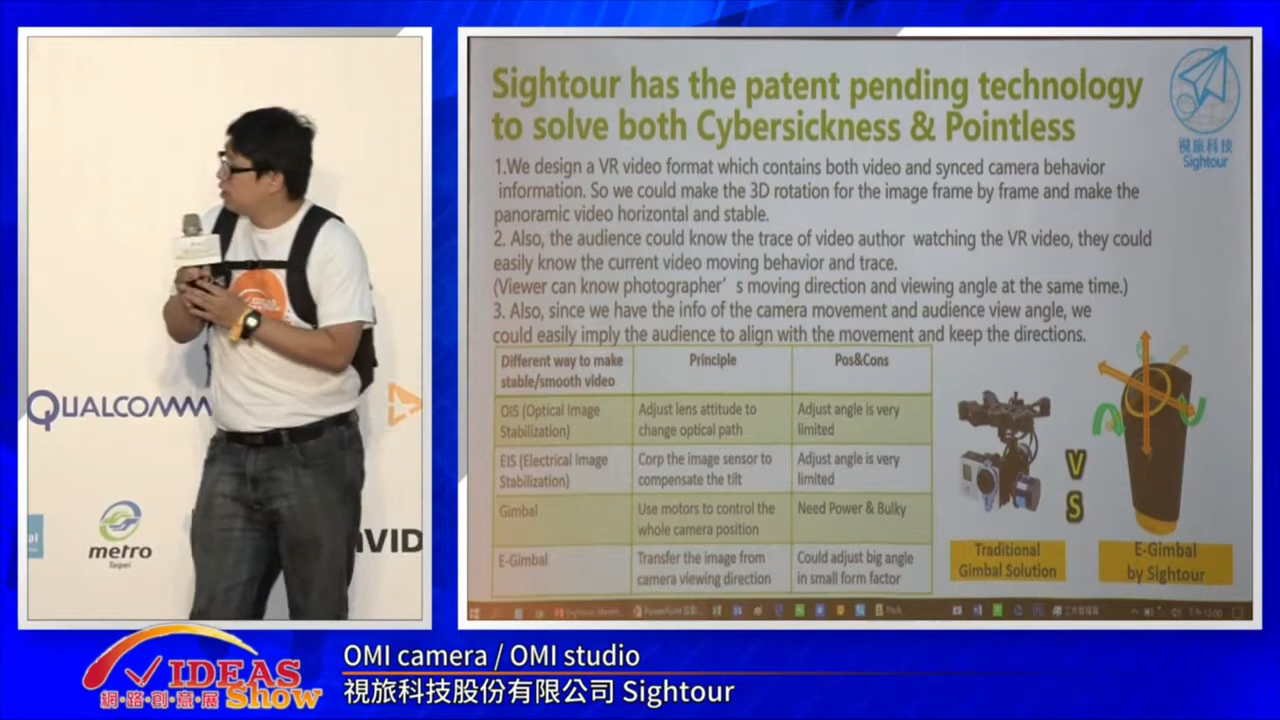 Sightour has the patent pending technology
to solve both Cybersickness & Pointless
視旅科技
Sightour
1.We design a VR video format which contains both video and synced camera behavior
information. So we could make the 3D rotation for the image frame by frame and make the
panoramic video horizontal and stable.
2. Also, the audience could know the trace of video author watching the VR video, they could
easily know the current video moving behavior and trace.
(Viewer can know photographer's moving direction and viewing angle at the same time.)
3. Also, since we have the info of the camera movement and audience view angle, we
could easily imply the audience to align with the movement and keep the directions.
Different way to make
stable/smooth video
Principle
Pos&Cons
OIS (Optical Image
Stabilization)
Adjust lens attitude to
change optical path
Adjust angle is very
limited
EIS (Electrical Image
Stabilization)
Corp the image sensor to
compensate the tilt
Adjust angle is very
limited
Gimbal
Use motors to control the
whole camera position
Need Power & Bulky
E-Gimbal
Transfer the image from
camera viewing direction
Could adjust big angle
in small form factor
V
S
Traditional
Gimbal Solution
E-Gimbal
by Sightour
QUALCOMM
metro
Taipei
VID
IDEAS
IDEAS
網路創意展
Show
OMI camera / OMI studio
視旅科技股份有限公司 Sightour